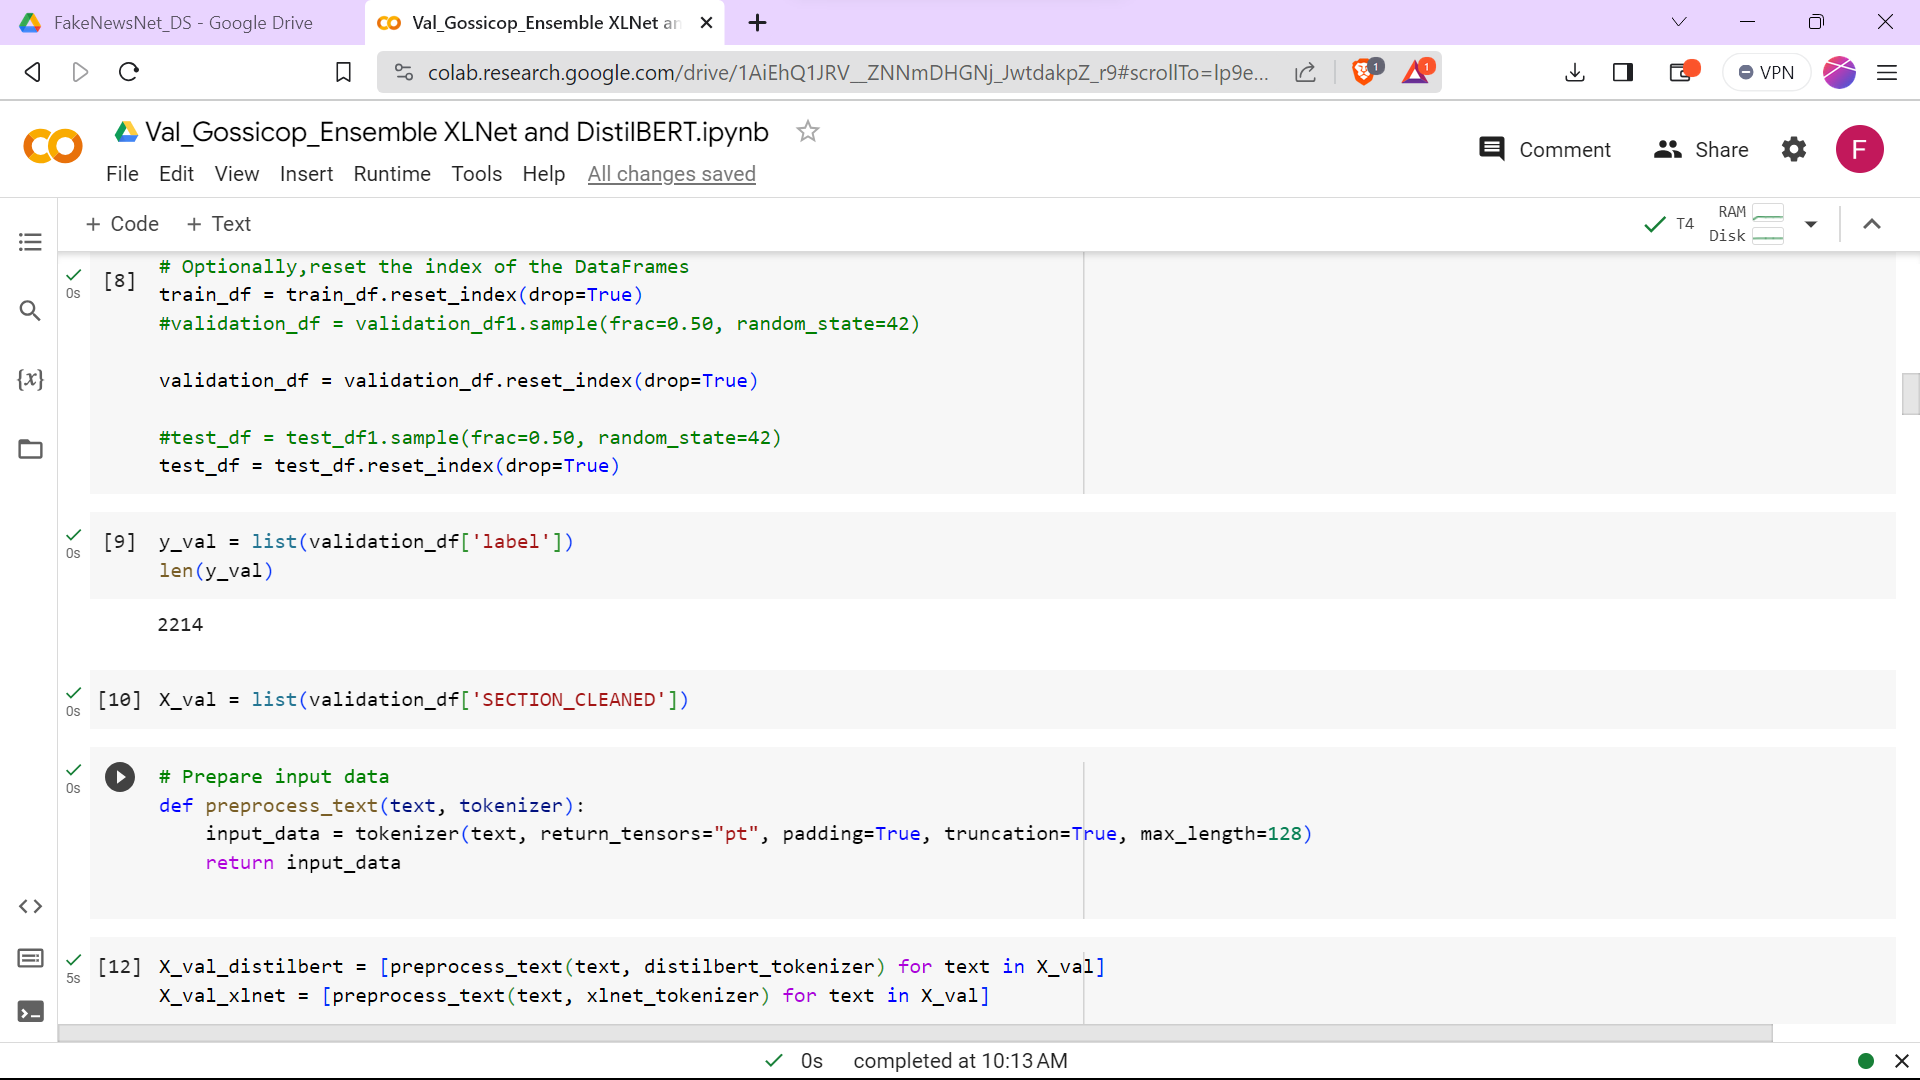 FakeNewsNet_DS - Google Drive
Val_Gossicop_Ensemble XLNet an
colab.research.google.com/drive/1AiEhQ1JRV__ZNNmDHGNj_JwtdakpZ_r9#scrollTo=lp9e...
1
1
VPN
Val_Gossicop_Ensemble XLNet and DistilBERT.ipynb
Comment
Share
F
File Edit View Insert Runtime Tools Help All changes saved
+ Code + Text
T4
RAM
Disk
[8]
0s
# Optionally,reset the index of the DataFrames
train_df = train_df.reset_index(drop=True)
#validation_df = validation_df1.sample(frac=0.50, random_state=42)
validation_df = validation_df.reset_index(drop=True)
#test_df = test_df1.sample(frac=0.50, random_state=42)
test_df = test_df.reset_index(drop=True)
[9] y_val = list(validation_df['label'])
0s
len(y_val)
2214
[10] X_val = list(validation_df['SECTION_CLEANED'])
0s
# Prepare input data
0s
def preprocess_text(text, tokenizer):
input_data = tokenizer(text, return_tensors="pt", padding=True, truncation=True, max_length=128)
return input_data
[12] X_val_distilbert = [preprocess_text(text, distilbert_tokenizer) for text in X_val]
5s
X_val_xlnet = [preprocess_text(text, xlnet_tokenizer) for text in X_val]
{x}
0s completed at 10:13 AM